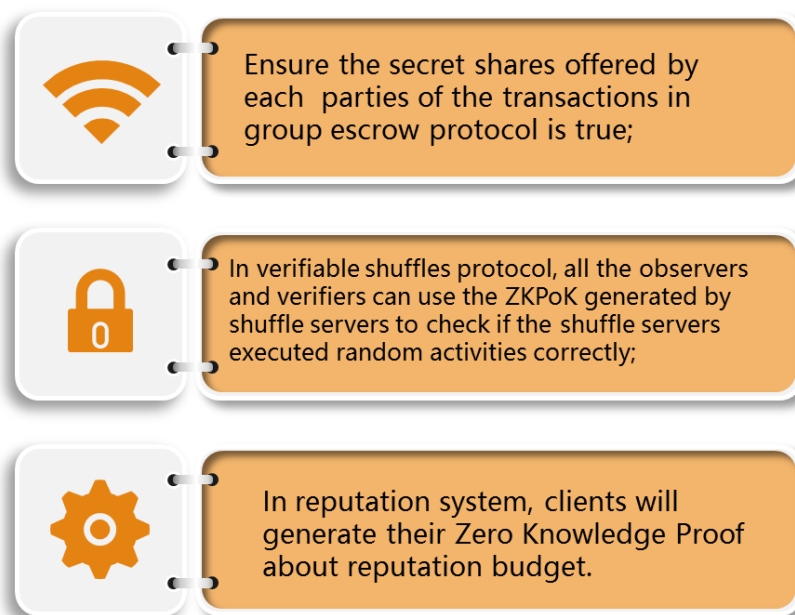 Ensure the secret shares offered by
each parties of the transactions in
group escrow protocol is true;
In verifiable shuffles protocol, all the observers
and verifiers can use the ZKPoK generated by
shuffle servers to check if the shuffle servers
executed random activities correctly;
In reputation system, clients will
generate their Zero Knowledge Proof
about reputation budget.